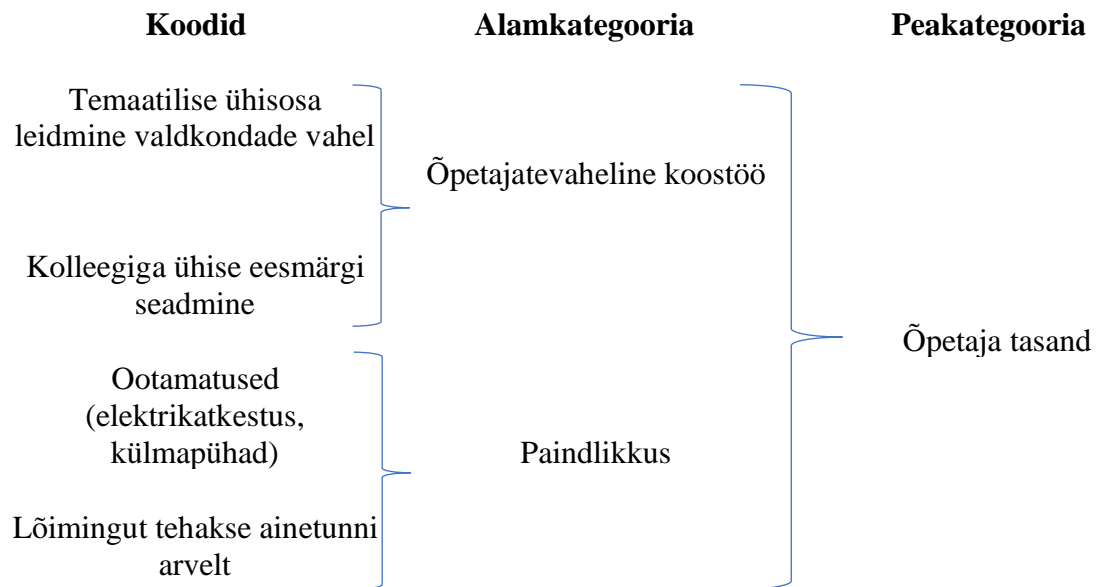 Koodid
Alamkategooria
Peakategooria
Temaatilise ühisosa
leidmine valdkondade vahel
Õpetajatevaheline koostöö
Kolleegiga ühise eesmärgi
seadmine
Õpetaja tasand
Ootamatused
(elektrikatkestus,
külmapühad)
Paindlikkus
Lõimingut tehakse ainetunni
arvelt